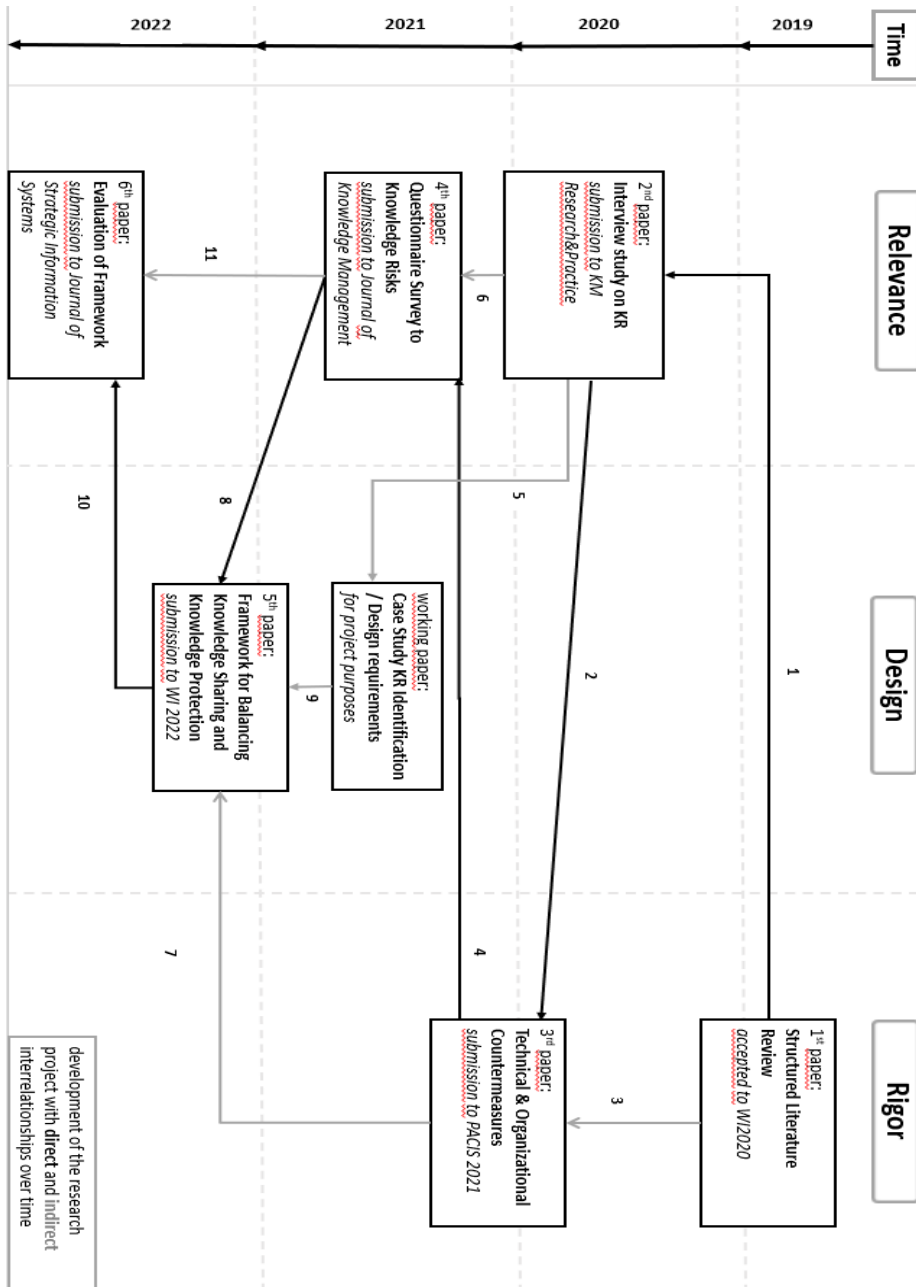 Time
2019
2020
2021
2022
Relevance
Design
Rigor
1st paper:
Structured Literature
Review
accepted to WI2020
2nd paper:
Interview study on KR
submission to KM
Research&Practice
3rd paper:
Technical & Organizational
Countermeasures
submission to PACIS 2021
4th paper:
Questionnaire Survey to
Knowledge Risks
submission to Journal of
Knowledge Management
working paper:
Case Study KR Identification
/ Design requirements
for project purposes
5th paper:
Framework for Balancing
Knowledge Sharing and
Knowledge Protection
submission to WI 2022
6th paper:
Evaluation of Framework
submission to Journal of
Strategic Information
Systems
1
2
3
4
5
6
7
8
9
10
11
development of the research
project with direct and indirect
interrelationships over time